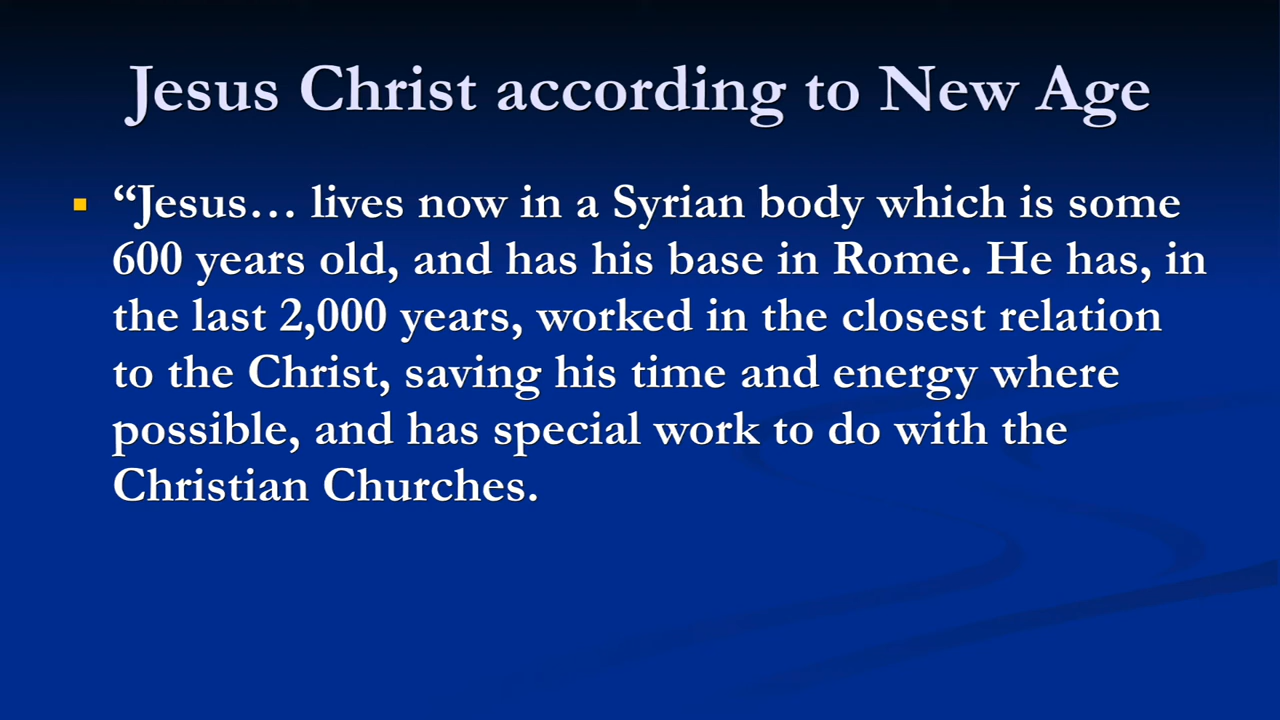 Jesus Christ according to New Age
“Jesus… lives now in a Syrian body which is some
600 years old, and has his base in Rome. He has, in
the last 2,000 years, worked in the closest relation
to the Christ, saving his time and energy where
possible, and has special work to do with the
Christian Churches.